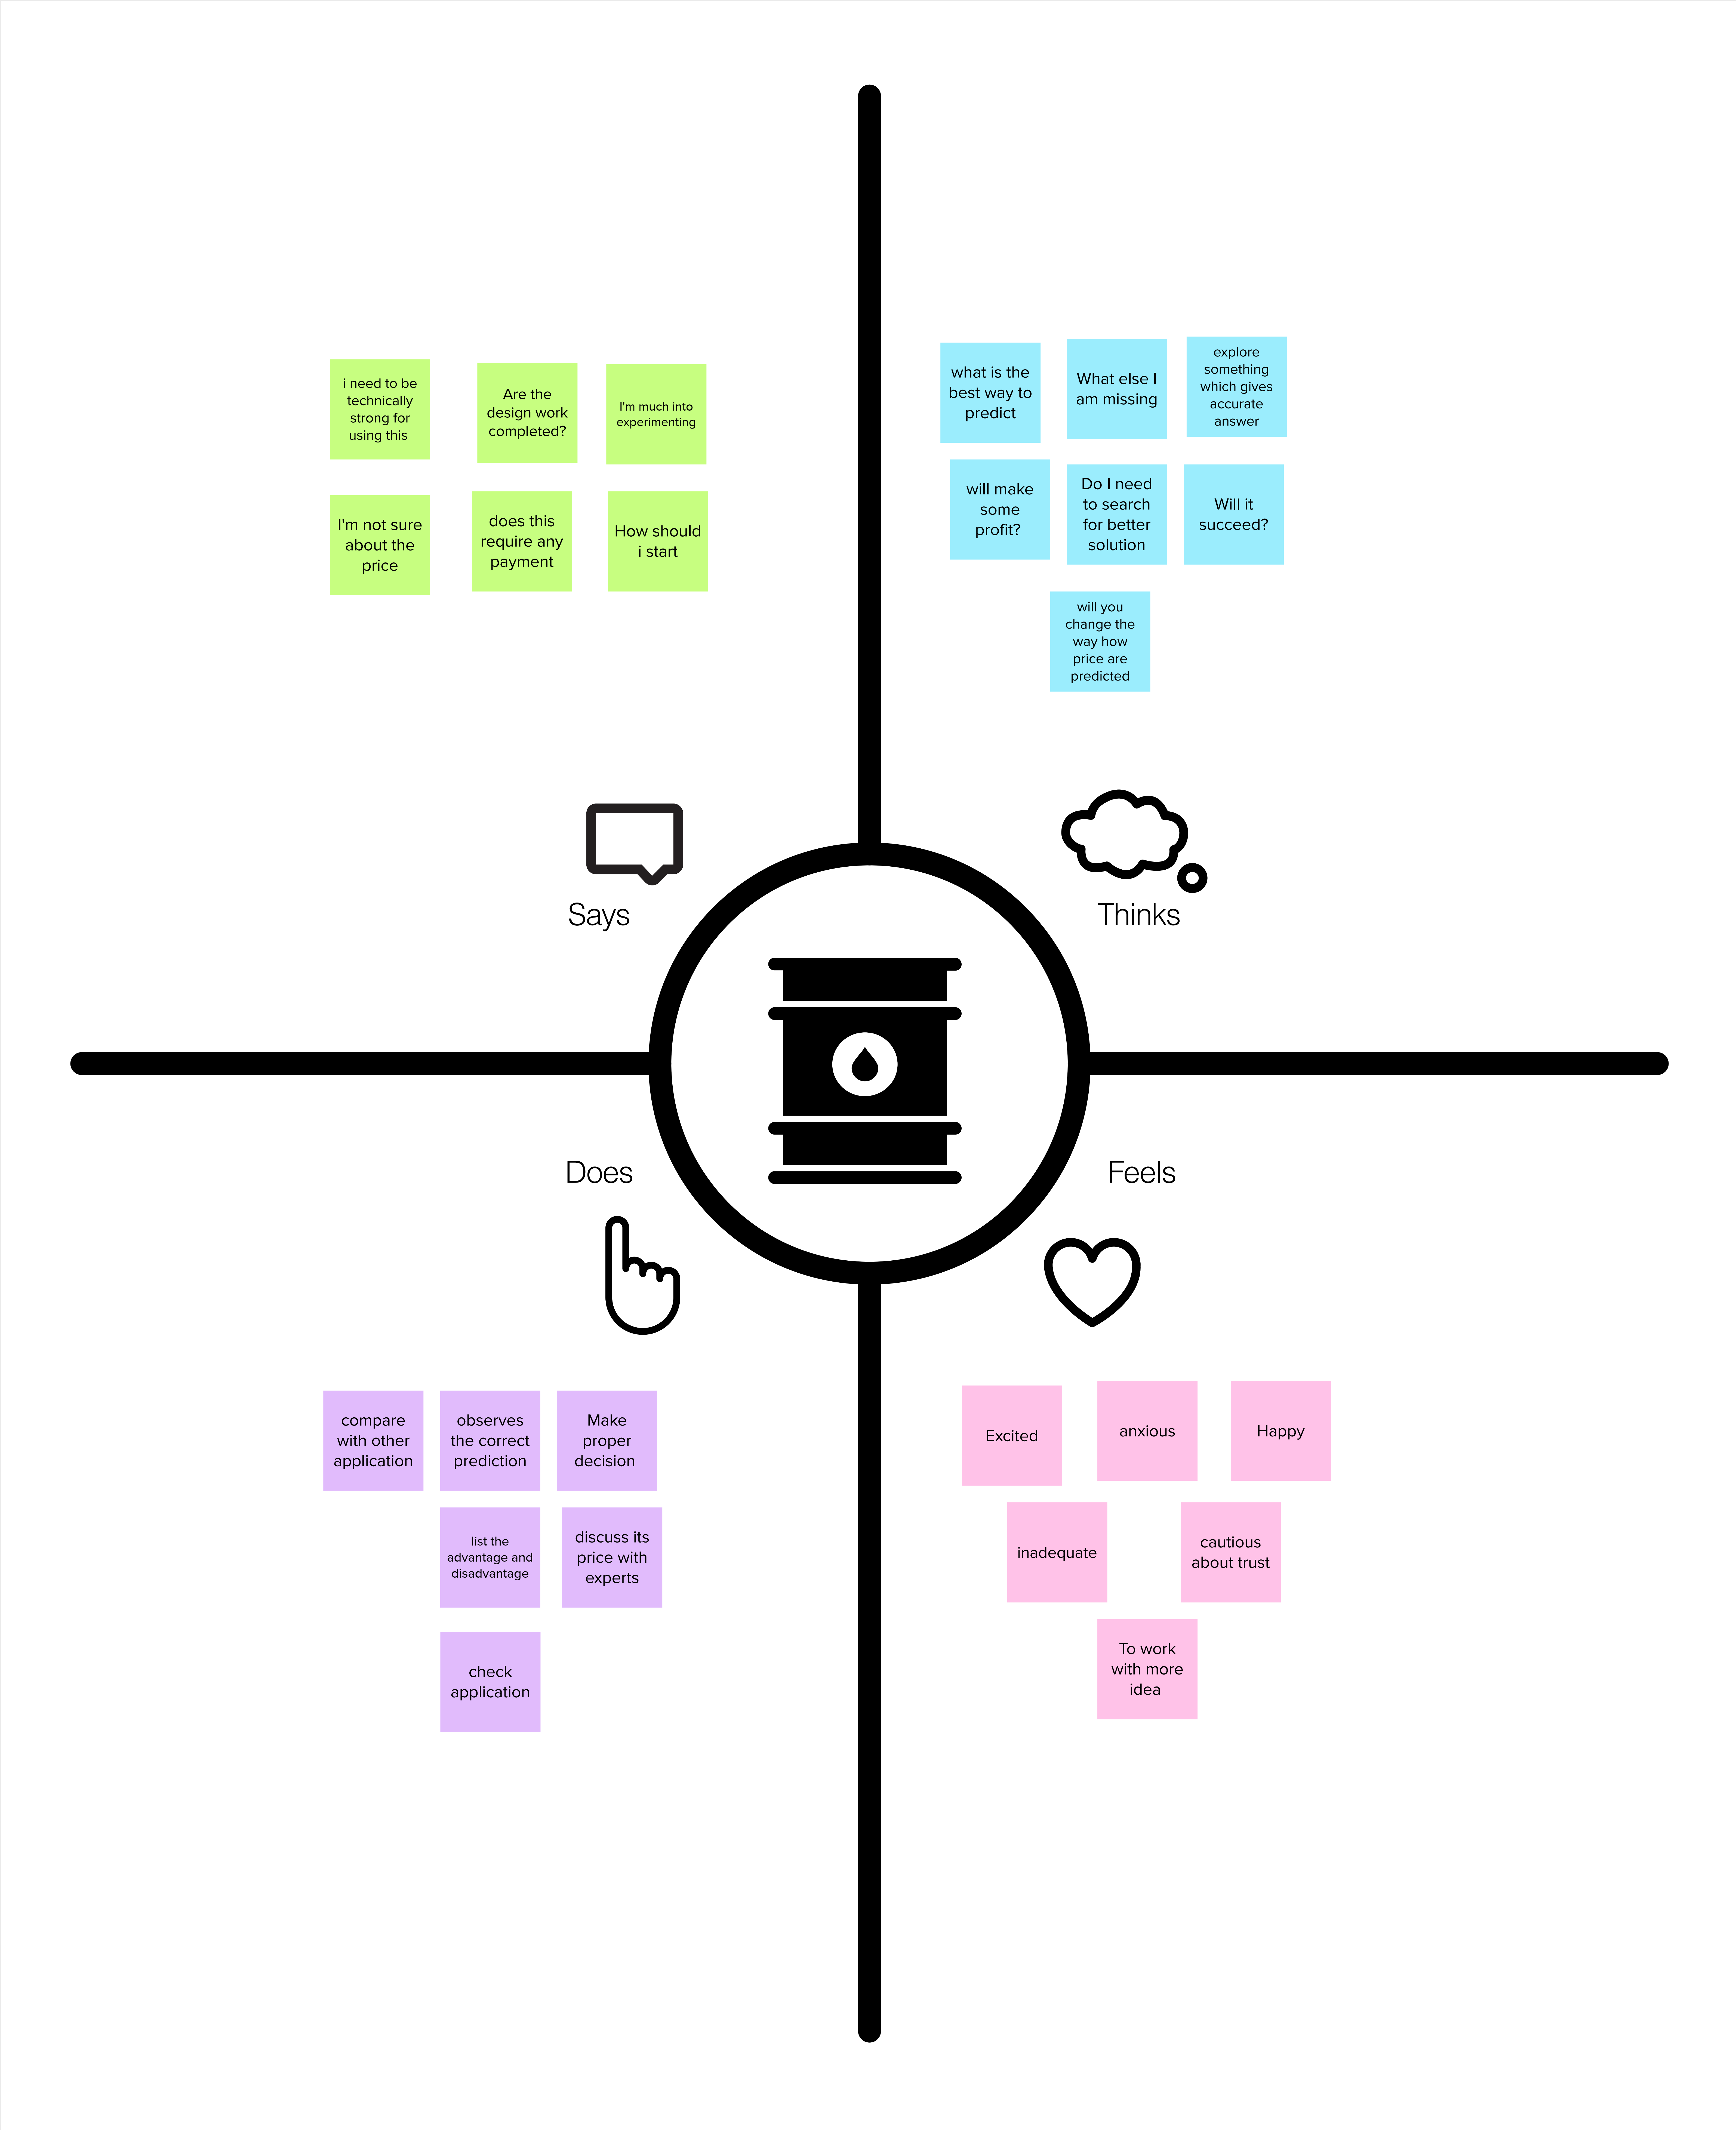 i need to be
technically
strong for
using this
Are the
design work
completed?
I'm much into
experimenting
I'm not sure
about the
price
does this
require any
payment
How should
i start
what is the
best way to
predict
What else I
am missing
explore
something
which gives
accurate
answer
will make
some
profit?
Do I need
to search
for better
solution
Will it
succeed?
will you
change the
way how
price are
predicted
Says
Thinks
Does
Feels
compare
with other
application
observes
the correct
prediction
Make
proper
decision
list the
advantage and
disadvantage
discuss its
price with
experts
check
application
Excited
anxious
Happy
inadequate
cautious
about trust
To work
with more
idea